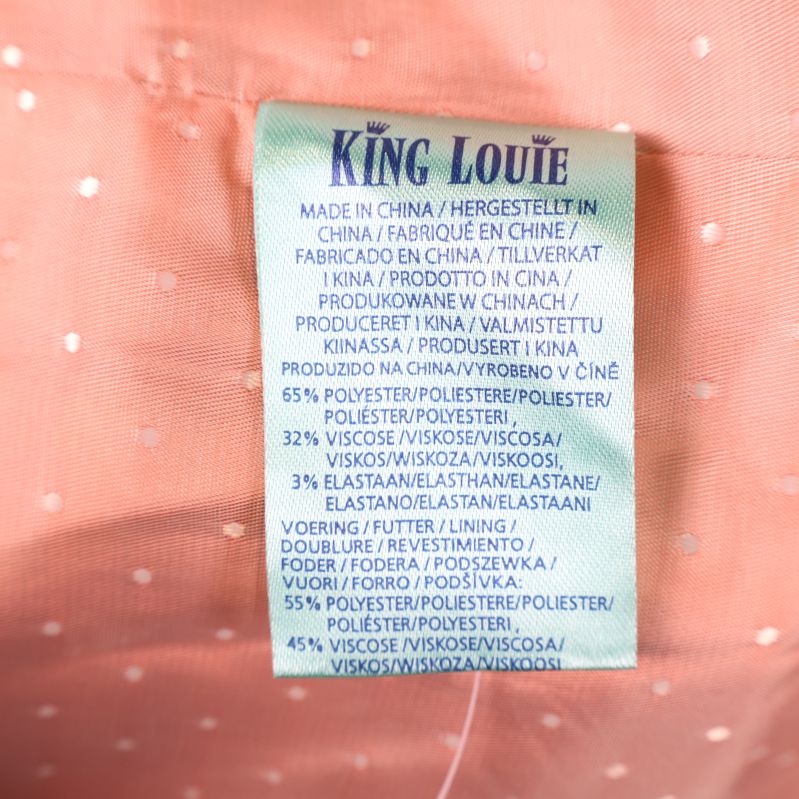 KING LOUIE
MADE IN CHINA / HERGESTELLT IN
CHINA / FABRIQUÉ EN CHINE /
FABRICADO EN CHINA / TILLVERKAT
I KINA / PRODOTTO IN CINA /
PRODUKOWANE W CHINACH /
PRODUCERET I KINA / VALMISTETTU
KIINASSA / PRODUSERT I KINA
PRODUZIDO NA CHINA/VYROBENO V ČÍNĚ
65% POLYESTER/POLIESTERE/POLIESTER/
POLIÉSTER/POLYESTERI,
32% VISCOSE/VISKOSE/VISCOSA/
VISKOS/WISKOZA/VISKOOSI,
3% ELASTAAN/ELASTHAN/ELASTANE/
ELASTANO/ELASTAN/ELASTAANI
VOERING / FUTTER / LINING /
DOUBLURE / REVESTIMIENTO /
FODER / FODERA / PODSZEWKA /
VUORI / FORRO / PODŠÍVKA:
55% POLYESTER/POLIESTERE/POLIESTER/
POLIÉSTER/POLYESTERI,
45% VISCOSE/VISKOSE/VISCOSA/
VISKOS/WISKOZA/VISKOOSI